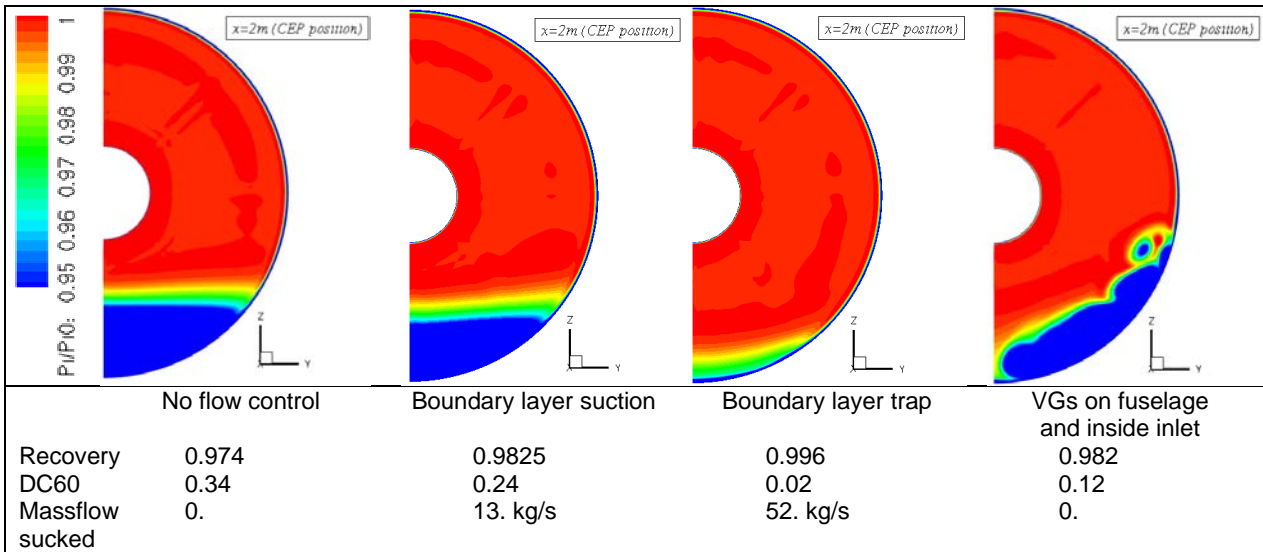 x=2m (CEP position)
x=2m (CEP position)
x=2m (CEP position)
x=2m (CEP position)
Pi/Pi0: 0.95 0.96 0.97 0.98 0.99 1
Z
Y
Z
Y
Z
Y
Z
Y
No flow control Boundary layer suction Boundary layer trap VGs on fuselage
and inside inlet
Recovery 0.974 0.9825 0.996 0.982
DC60 0.34 0.24 0.02 0.12
Massflow 0. 13. kg/s 52. kg/s 0.
sucked